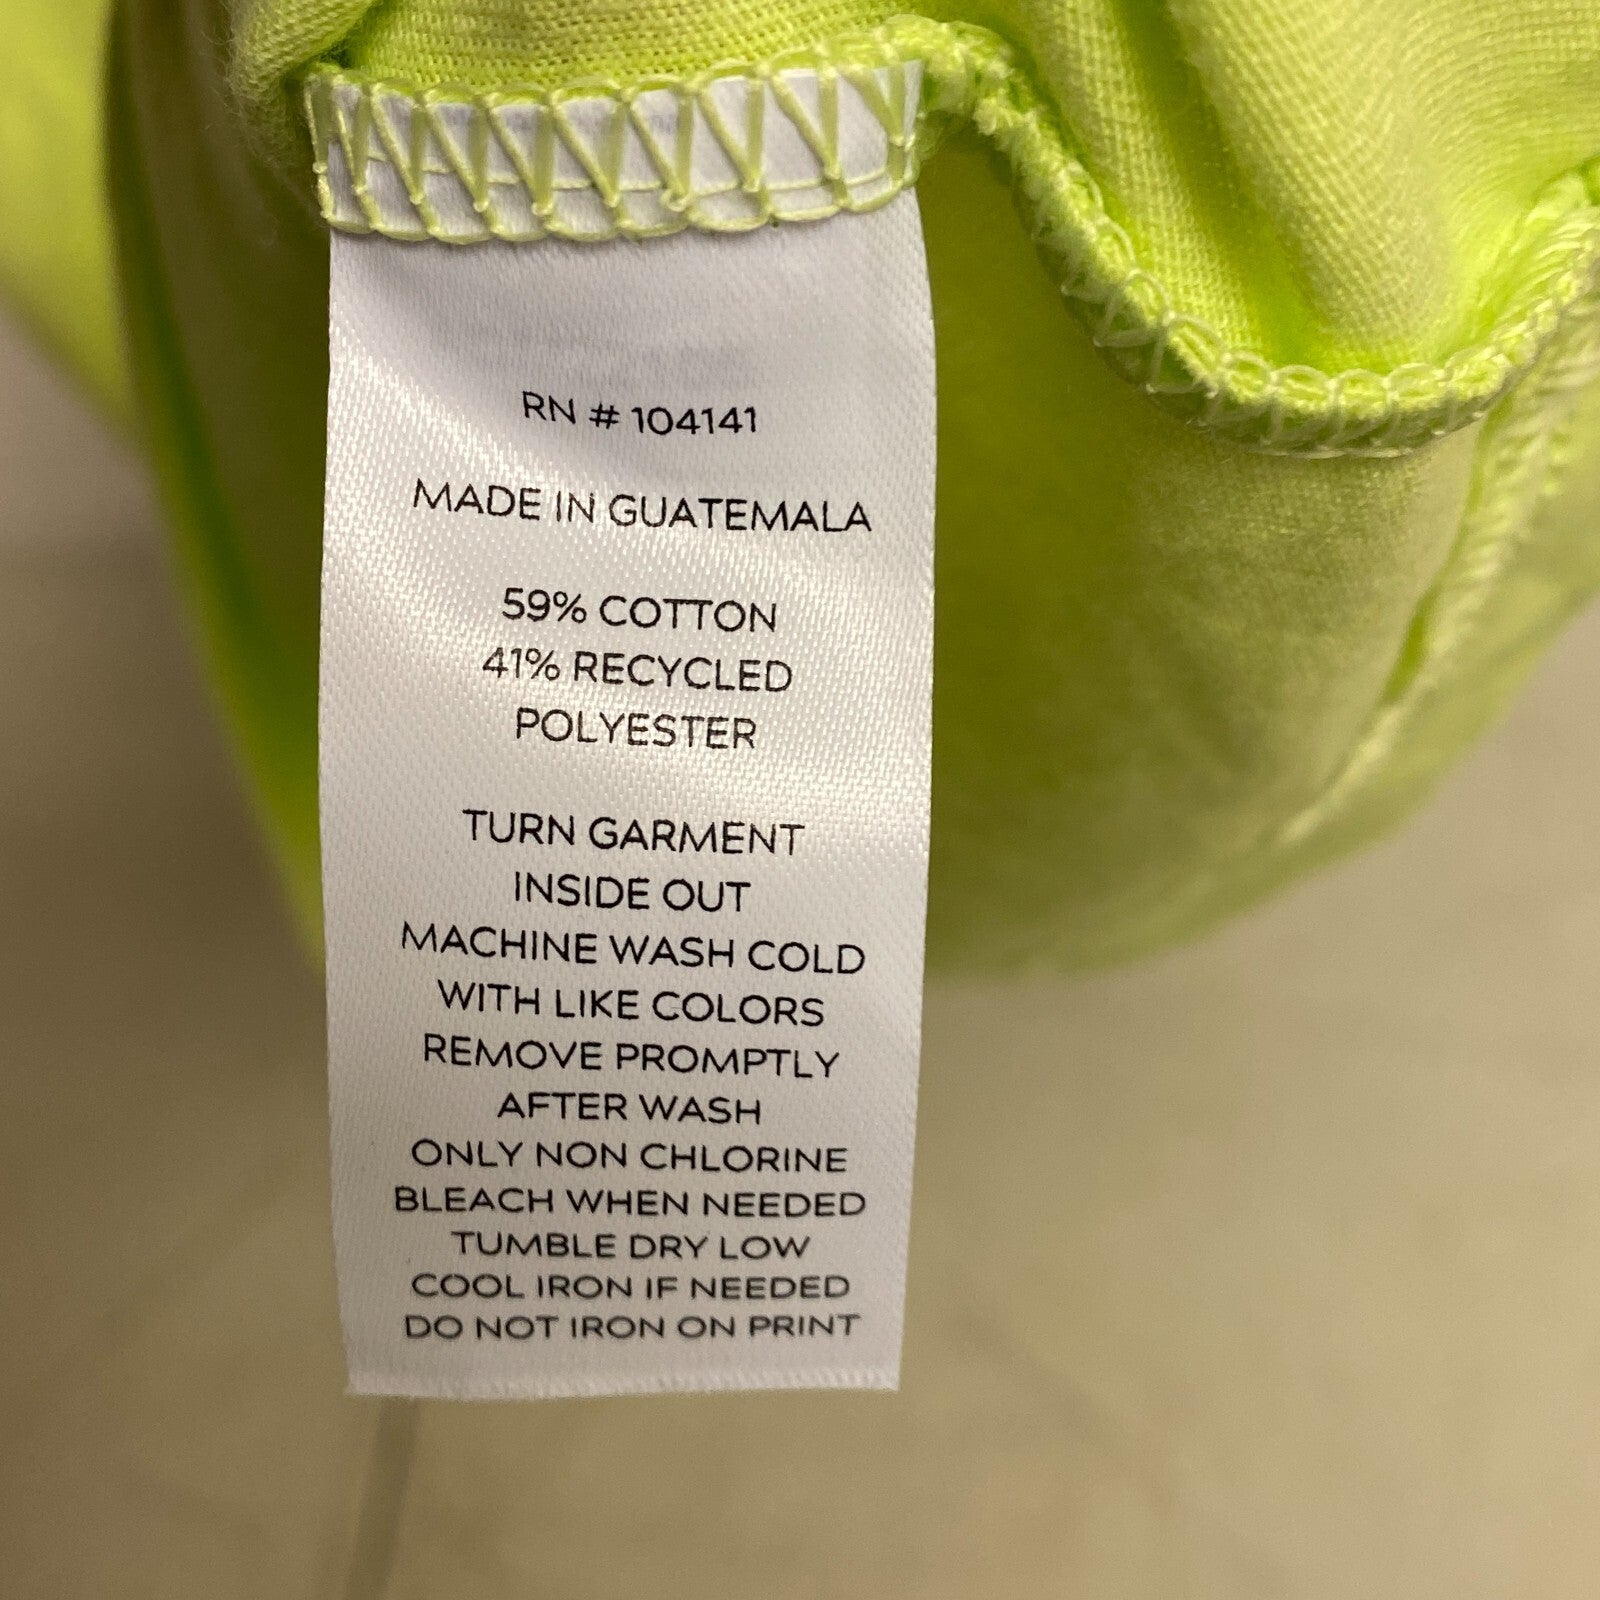 RN # 104141
MADE IN GUATEMALA
59% COTTON
41% RECYCLED
POLYESTER
TURN GARMENT
INSIDE OUT
MACHINE WASH COLD
WITH LIKE COLORS
REMOVE PROMPTLY
AFTER WASH
ONLY NON CHLORINE
BLEACH WHEN NEEDED
TUMBLE DRY LOW
COOL IRON IF NEEDED
DO NOT IRON ON PRINT